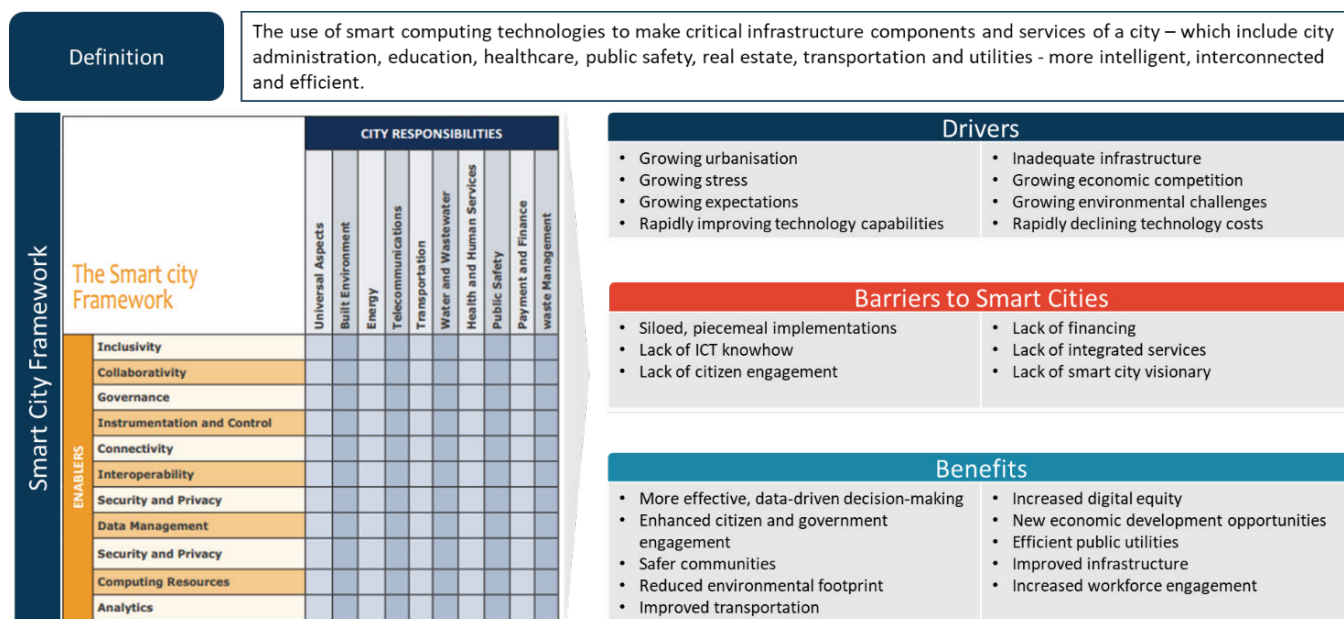 Definition
The use of smart computing technologies to make critical infrastructure components and services of a city – which include city
administration, education, healthcare, public safety, real estate, transportation and utilities - more intelligent, interconnected
and efficient.
Smart City Framework
The Smart city
Framework
CITY RESPONSIBILITIES
Universal Aspects
Built Environment
Energy
Telecommunications
Transportation
Water and Wastewater
Health and Human Services
Public Safety
Payment and Finance
waste Management
ENABLERS
Inclusivity
Collaborativity
Governance
Instrumentation and Control
Connectivity
Interoperability
Security and Privacy
Data Management
Security and Privacy
Computing Resources
Analytics
Drivers
• Growing urbanisation
• Growing stress
• Growing expectations
• Rapidly improving technology capabilities
• Inadequate infrastructure
• Growing economic competition
• Growing environmental challenges
• Rapidly declining technology costs
Barriers to Smart Cities
• Siloed, piecemeal implementations
• Lack of ICT knowhow
• Lack of citizen engagement
• Lack of financing
• Lack of integrated services
• Lack of smart city visionary
Benefits
• More effective, data-driven decision-making
• Enhanced citizen and government
engagement
• Safer communities
• Reduced environmental footprint
• Improved transportation
• Increased digital equity
• New economic development opportunities
• Efficient public utilities
• Improved infrastructure
• Increased workforce engagement